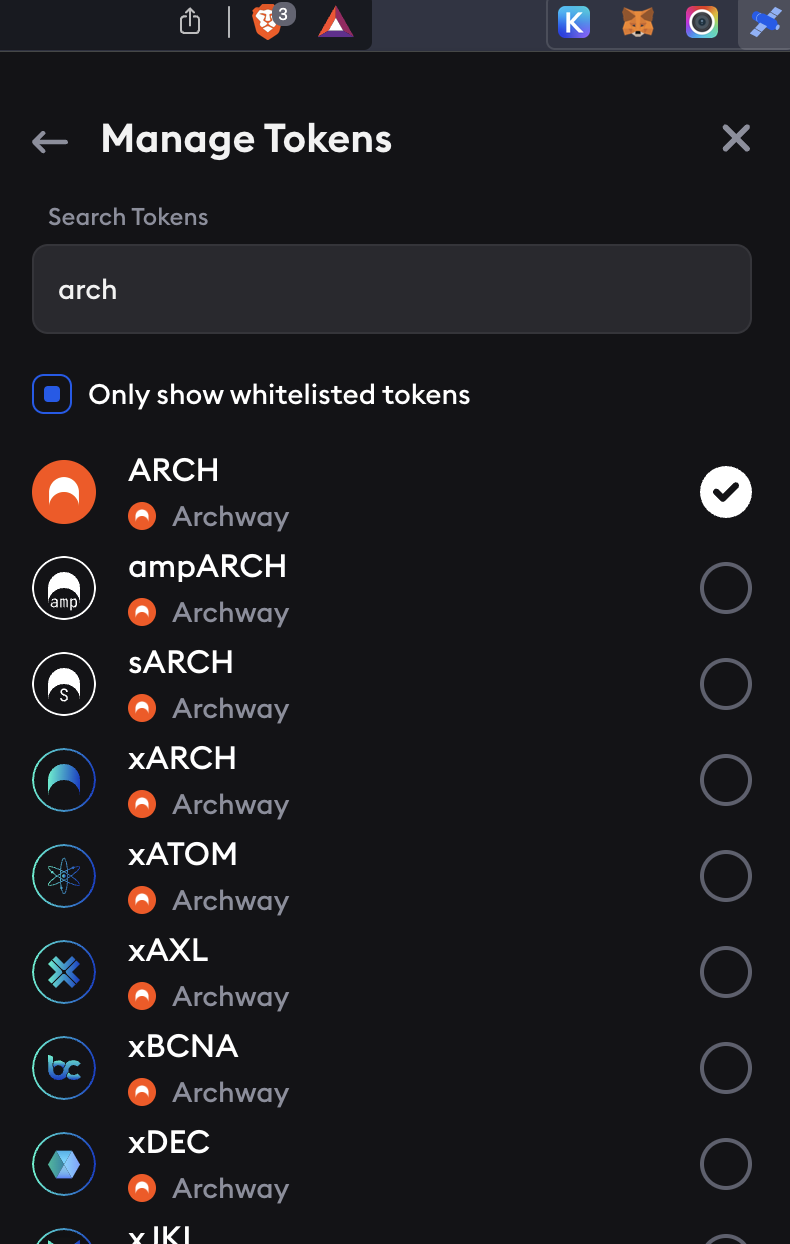 3
K
Manage Tokens
Search Tokens
arch
Only show whitelisted tokens
ARCH
Archway
amp
ampARCH
Archway
S
sARCH
Archway
xARCH
Archway
xATOM
Archway
xAXL
Archway
bc
xBCNA
Archway
xDEC
Archway